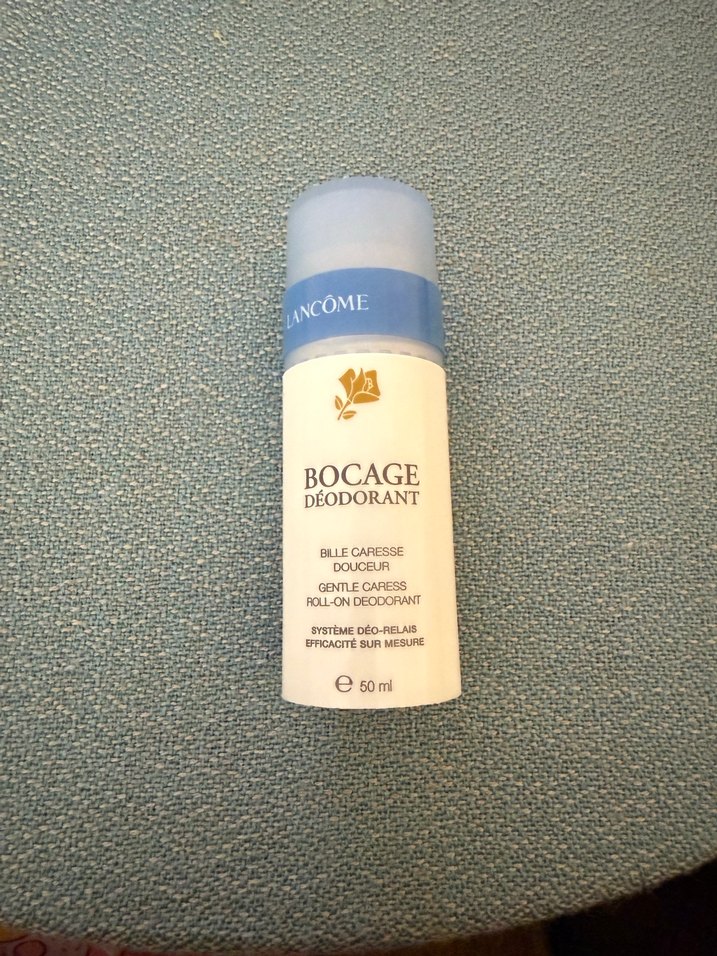 LANCÔME
BOCAGE
DÉODORANT
BILLE CARESSE
DOUCEUR
GENTLE CARESS
ROLL-ON DEODORANT
SYSTÈME DÉO-RELAIS
EFFICACITÉ SUR MESURE
℮ 50 ml